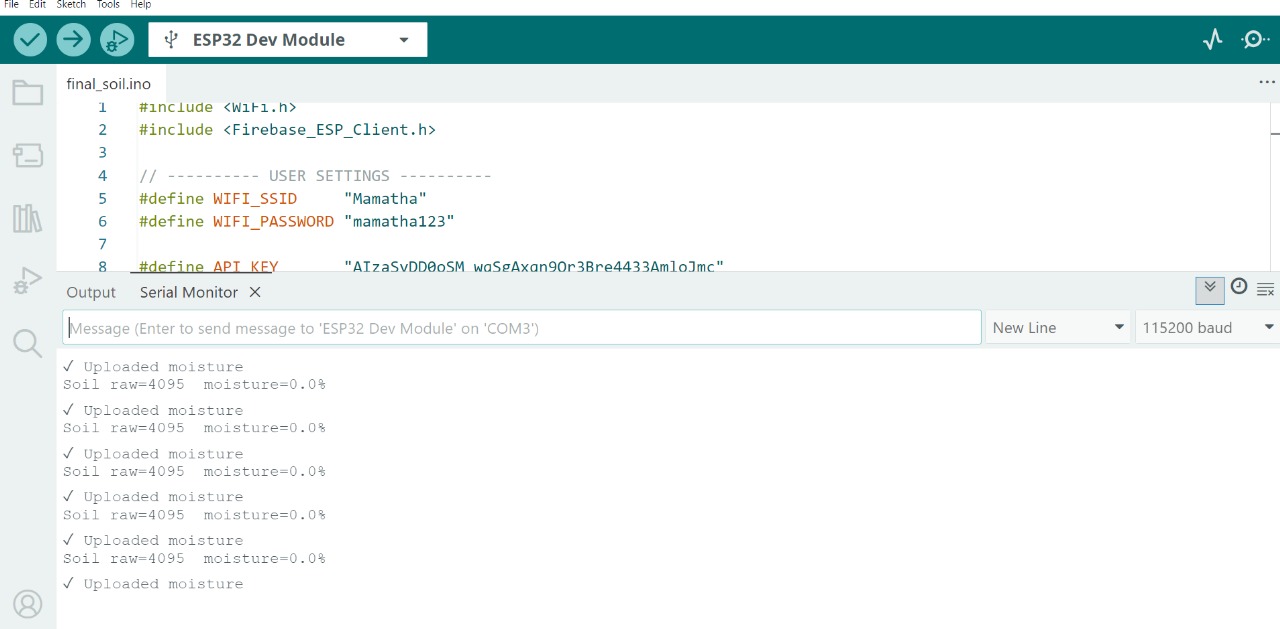 File Edit Sketch Tools Help
ESP32 Dev Module
final_soil.ino
1 #include <WiFi.h>
2 #include <Firebase_ESP_Client.h>
3
4 // ---------- USER SETTINGS ----------
5 #define WIFI_SSID "Mamatha"
6 #define WIFI_PASSWORD "mamatha123"
7
8 #define API_KEY
Output Serial Monitor
Message (Enter to send message to 'ESP32 Dev Module' on 'COM3')
New Line
115200 baud
✓ Uploaded moisture
Soil raw=4095 moisture=0.0%
✓ Uploaded moisture
Soil raw=4095 moisture=0.0%
✓ Uploaded moisture
Soil raw=4095 moisture=0.0%
✓ Uploaded moisture
Soil raw=4095 moisture=0.0%
✓ Uploaded moisture
Soil raw=4095 moisture=0.0%
✓ Uploaded moisture